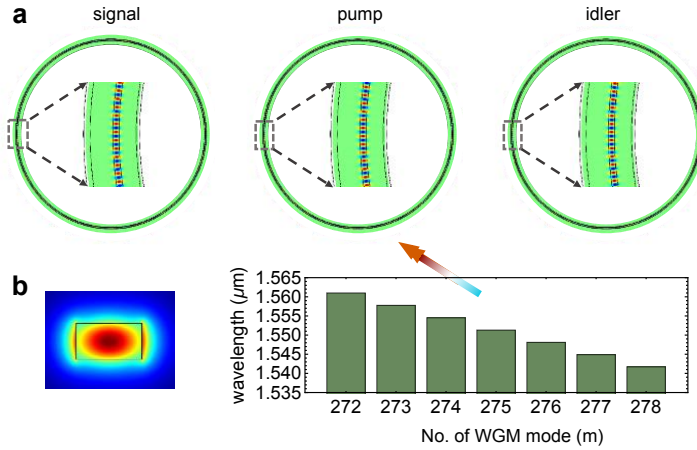 a
signal
pump
idler
b
wavelength (μm)
1.565
1.560
1.555
1.550
1.545
1.540
1.535
272 273 274 275 276 277 278
No. of WGM mode (m)